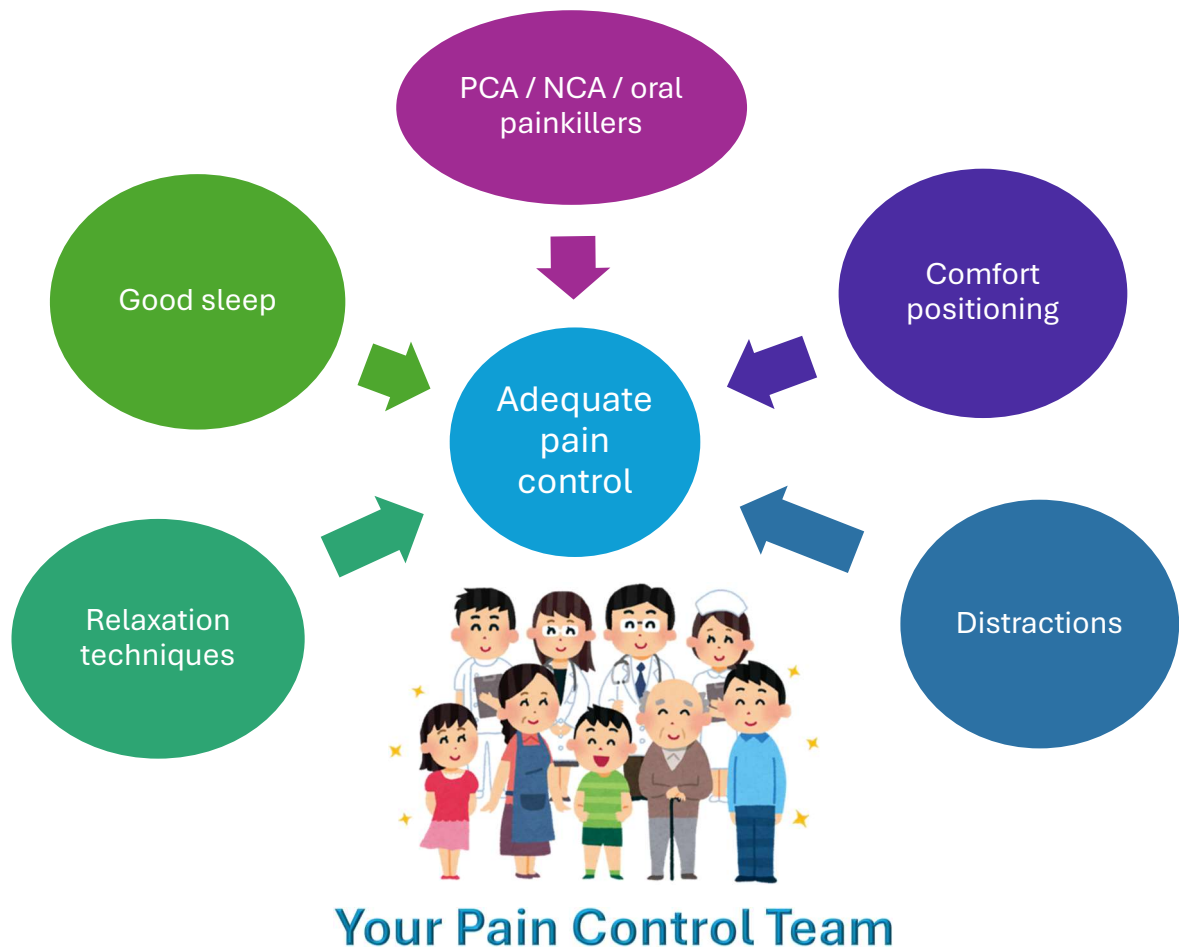 PCA / NCA / oral
painkillers
Good sleep
Comfort
positioning
Adequate
pain
control
Relaxation
techniques
Distractions
Your Pain Control Team